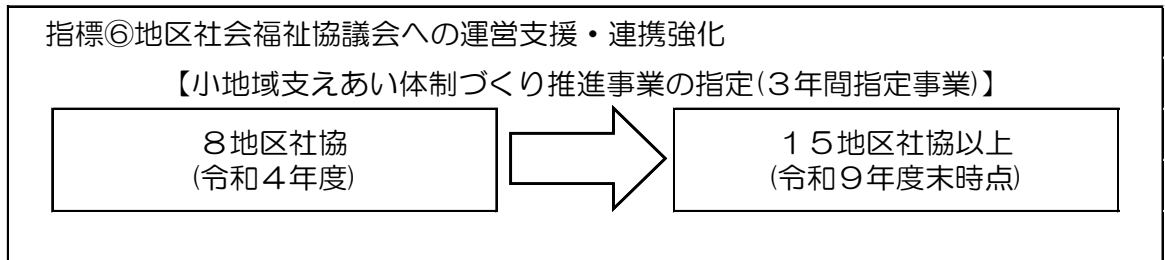 指標⑥地区社会福祉協議会への運営支援・連携強化
【小地域支えあい体制づくり推進事業の指定(３年間指定事業)】
８地区社協
(令和４年度)
１５地区社協以上
(令和９年度末時点)